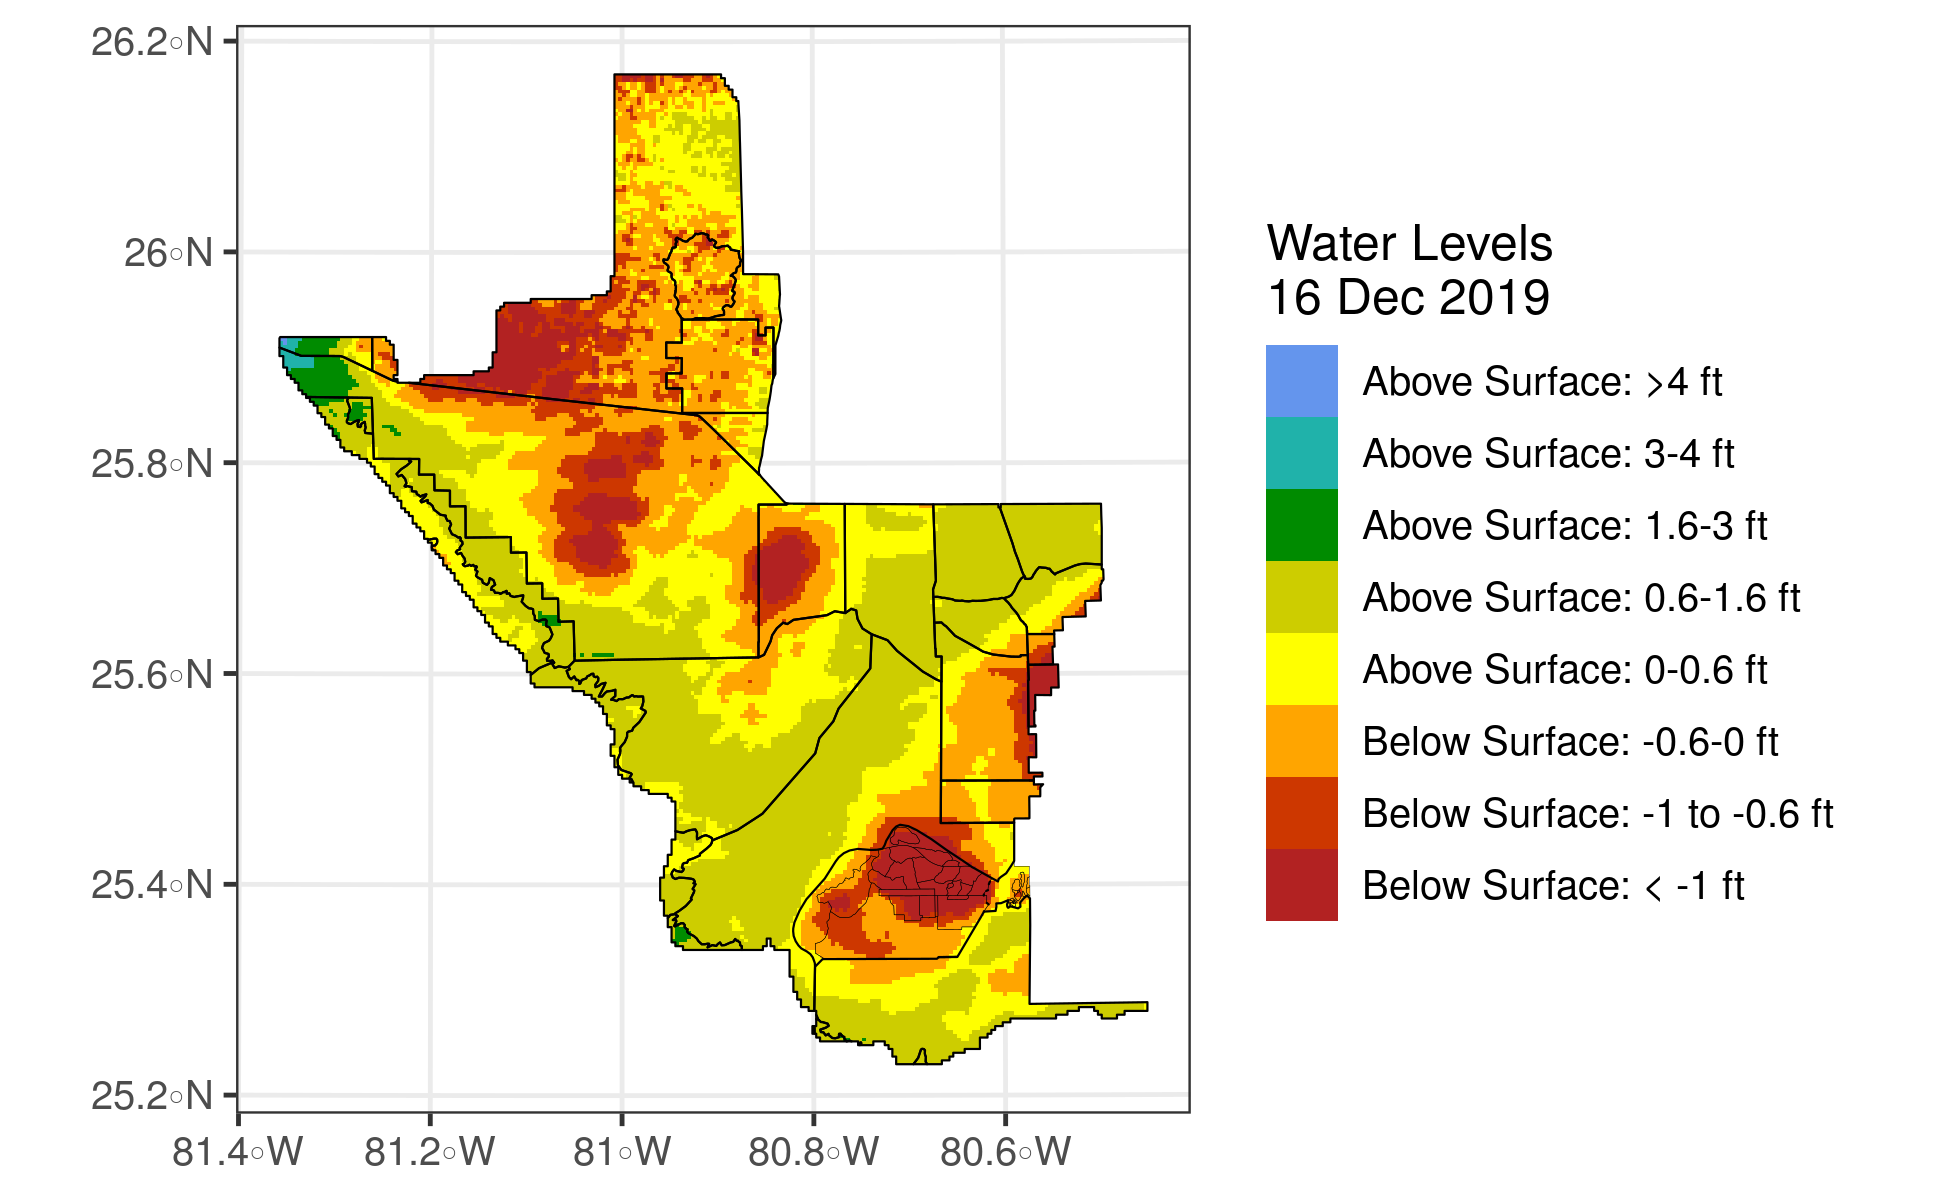 26.2◦N
26◦N
25.8◦N
25.6◦N
25.4◦N
25.2◦N
81.4◦W
81.2◦W
81◦W
80.8◦W
80.6◦W
Water Levels
16 Dec 2019
Above Surface: >4 ft
Above Surface: 3-4 ft
Above Surface: 1.6-3 ft
Above Surface: 0.6-1.6 ft
Above Surface: 0-0.6 ft
Below Surface: -0.6-0 ft
Below Surface: -1 to -0.6 ft
Below Surface: < -1 ft